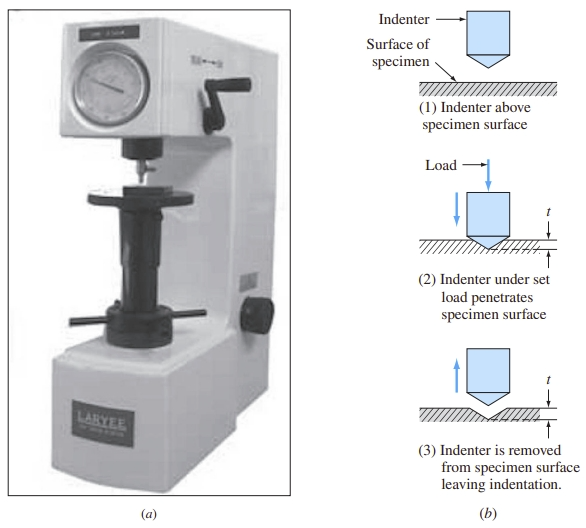 LARYEE
(a)
Indenter
Surface of
specimen
(1) Indenter above
specimen surface
Load
t
(2) Indenter under set
load penetrates
specimen surface
t
(3) Indenter is removed
from specimen surface
leaving indentation.
(b)